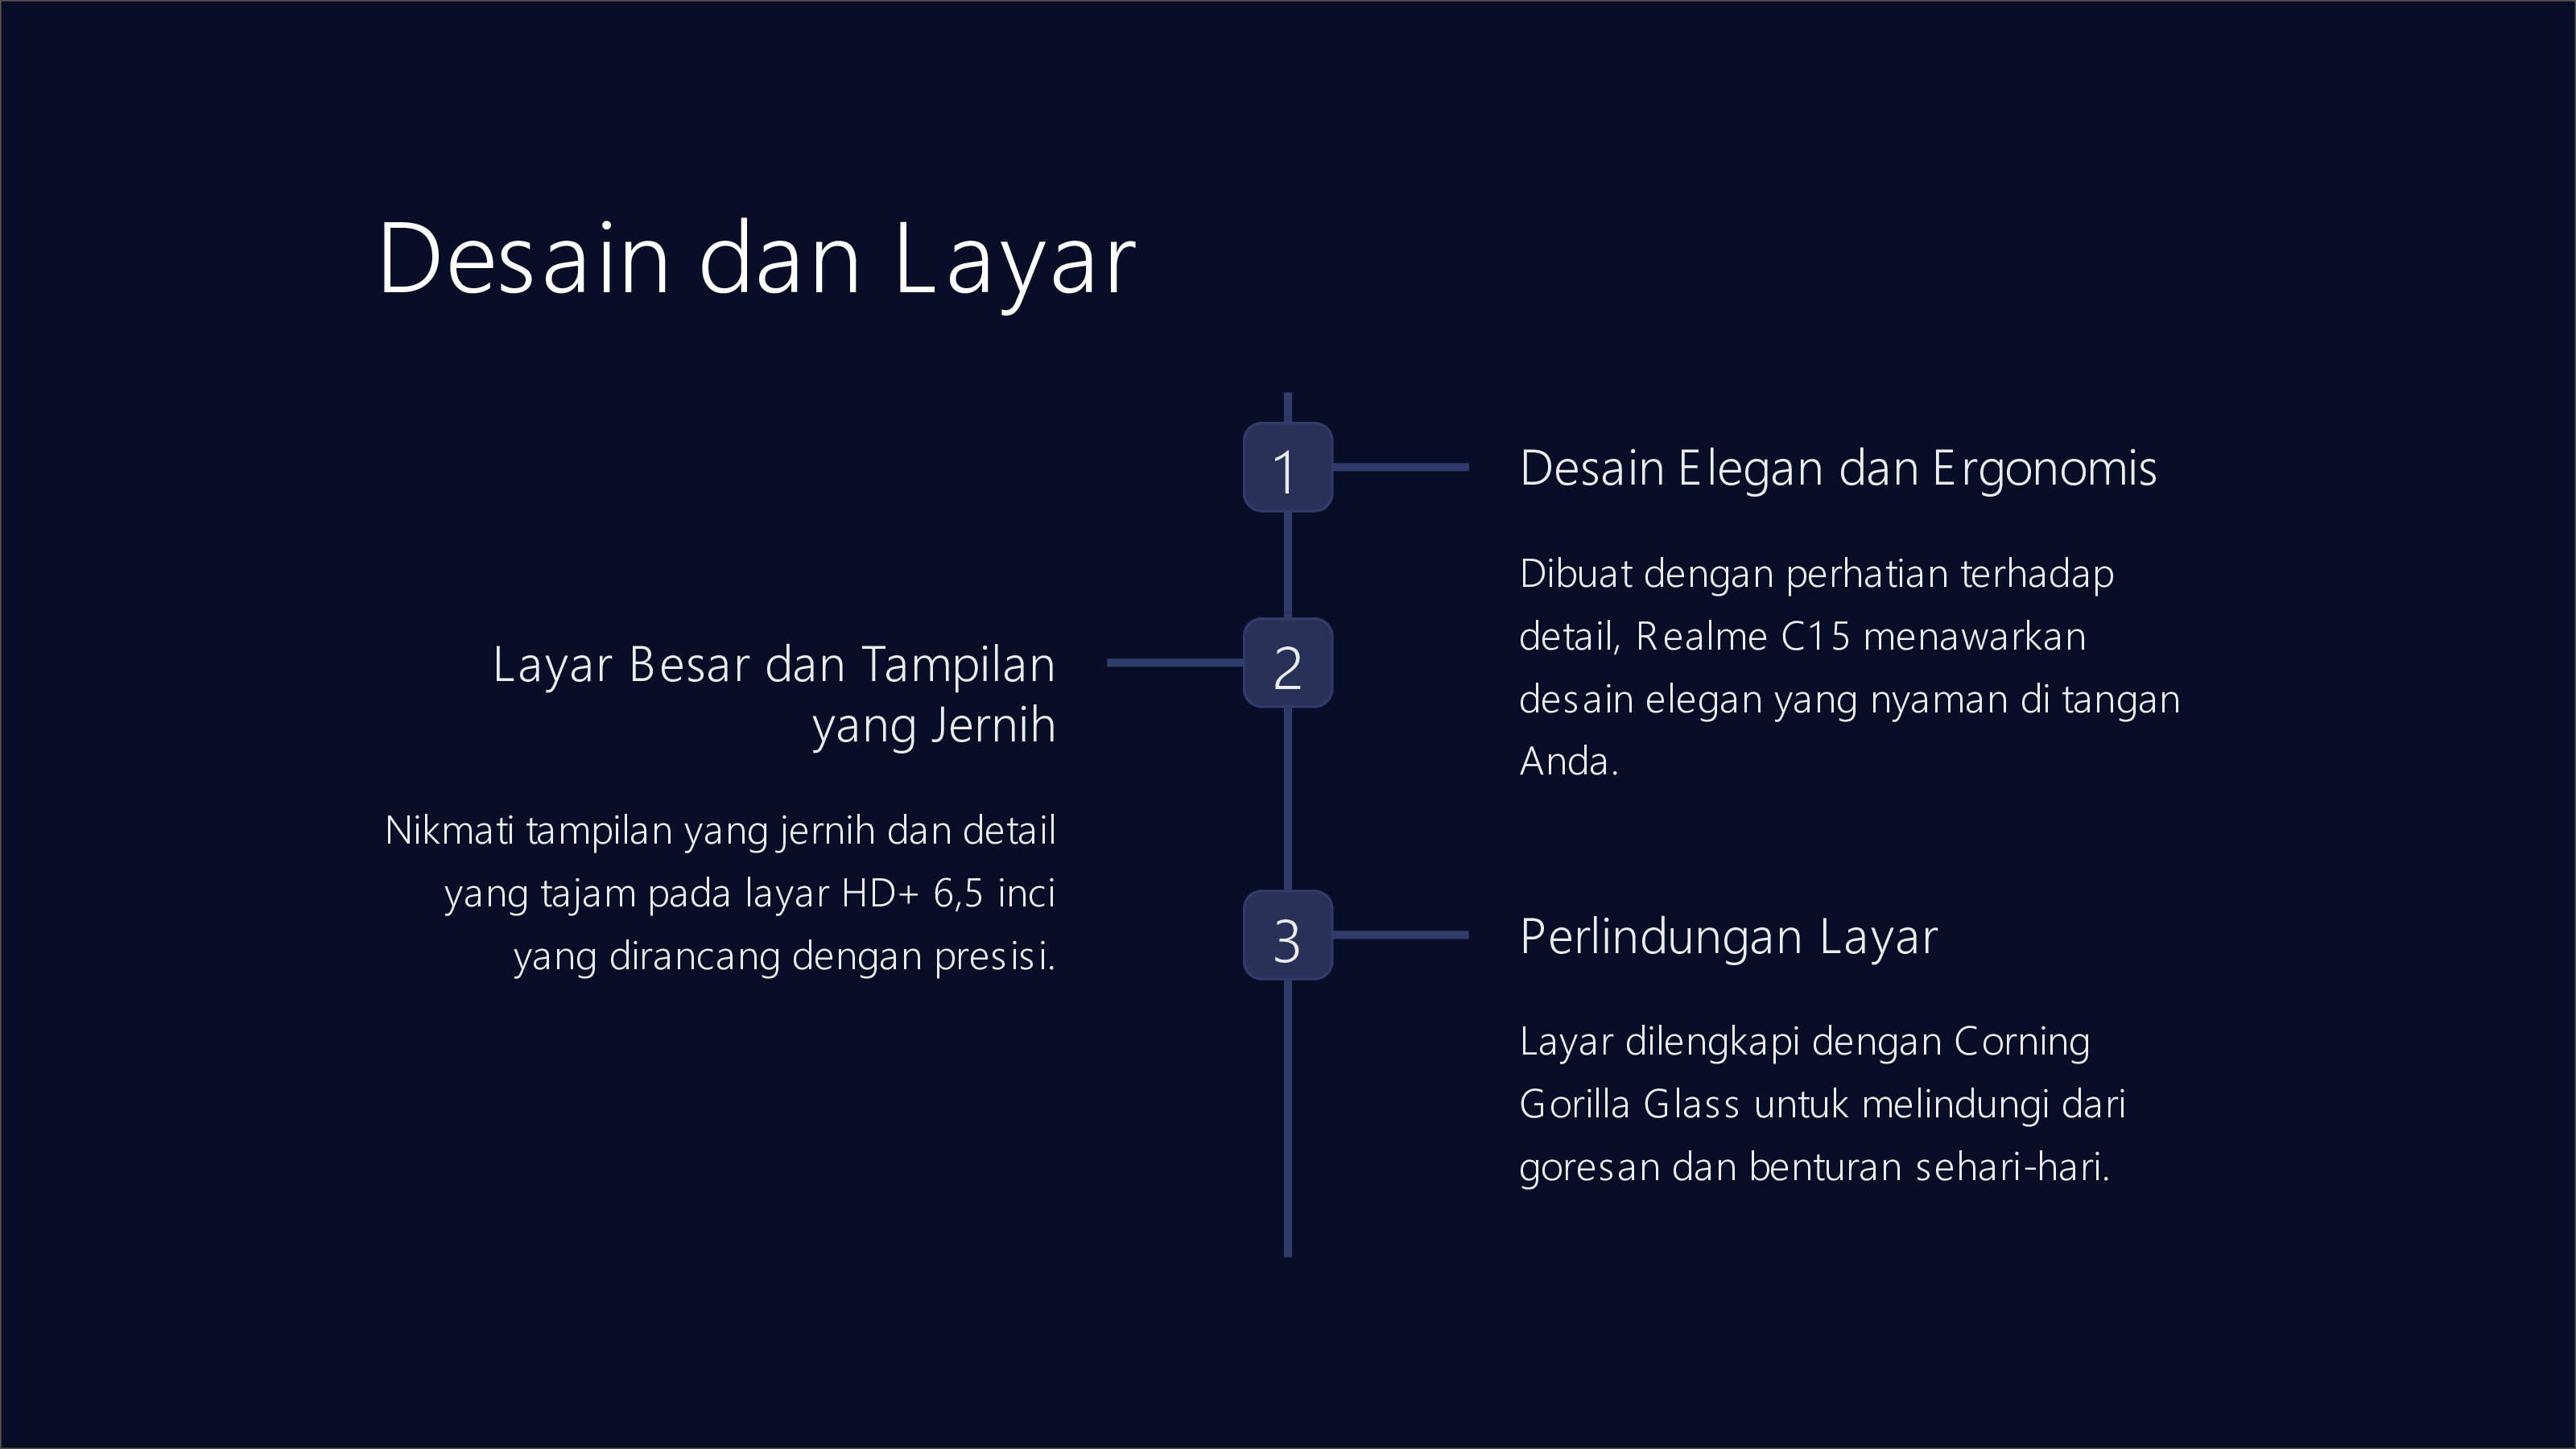 Desain dan Layar
1
Desain Elegan dan Ergonomis
Dibuat dengan perhatian terhadap
detail, Realme C15 menawarkan
desain elegan yang nyaman di tangan
Anda.
2
Layar Besar dan Tampilan
yang Jernih
Nikmati tampilan yang jernih dan detail
yang tajam pada layar HD+ 6,5 inci
yang dirancang dengan presisi.
3
Perlindungan Layar
Layar dilengkapi dengan Corning
Gorilla Glass untuk melindungi dari
goresan dan benturan sehari-hari.